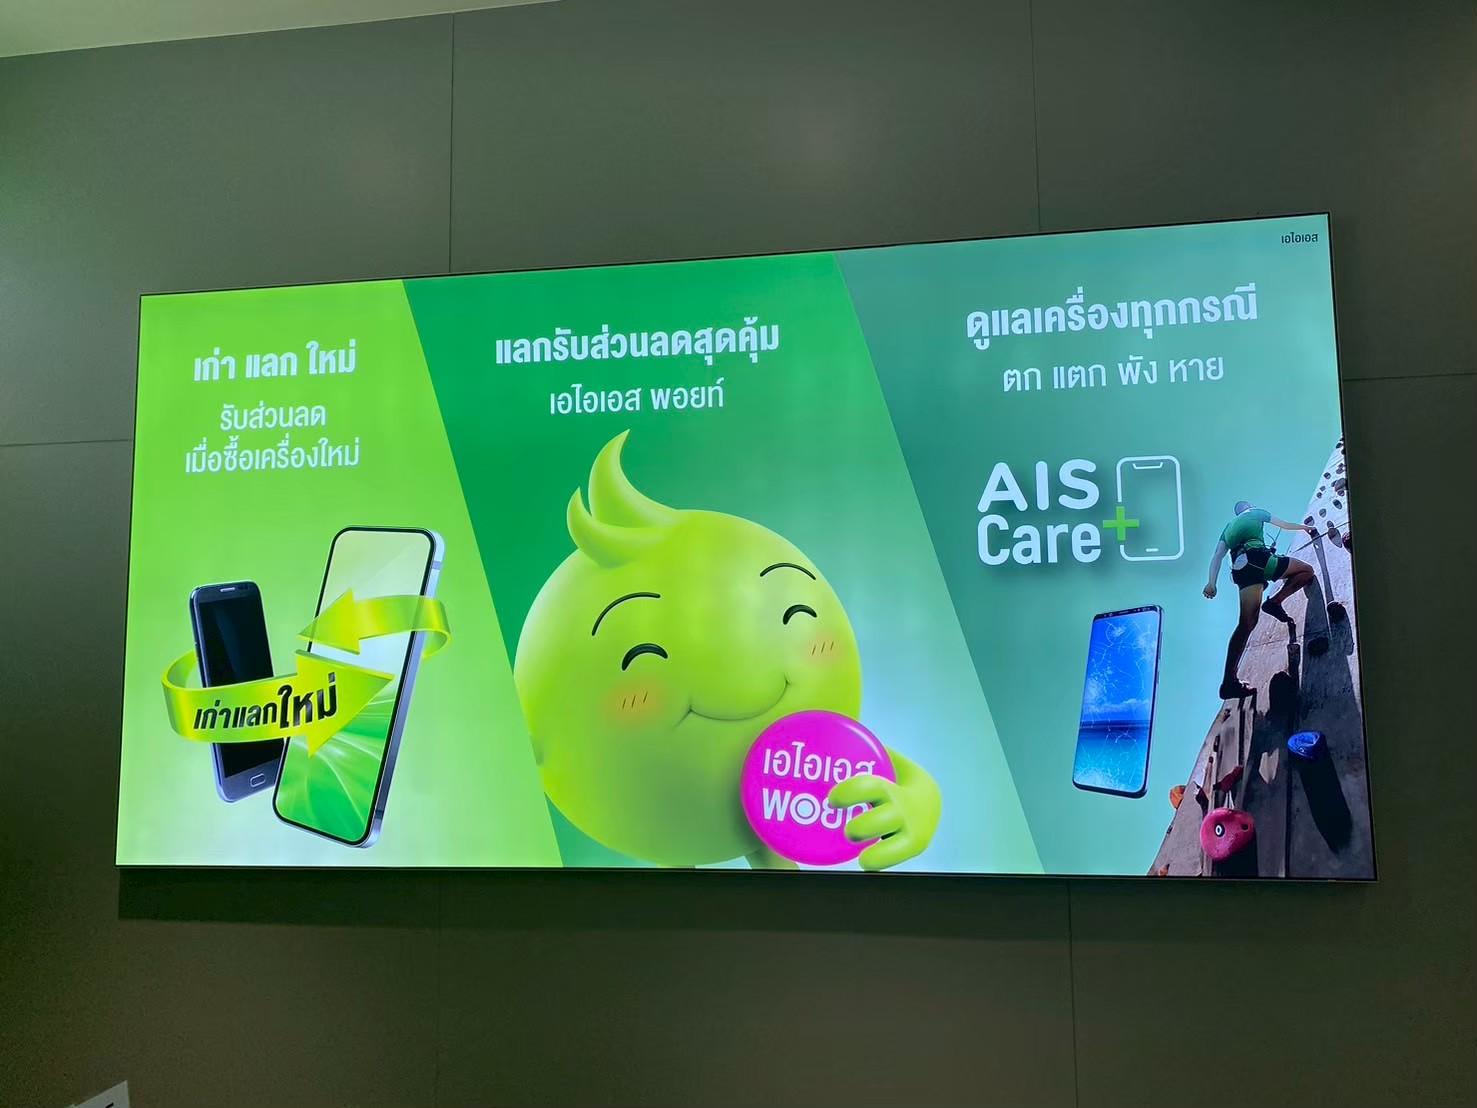 เอไอเอส
เก่า แลก ใหม่
รับส่วนลด
เมื่อซื้อเครื่องใหม่
เก่าแลกใหม่
แลกรับส่วนลดสุดคุ้ม
เอไอเอส พอยท์
เอไอเอส
พอยท์
ดูแลเครื่องทุกกรณี
ตก แตก พัง หาย
AIS
Care+